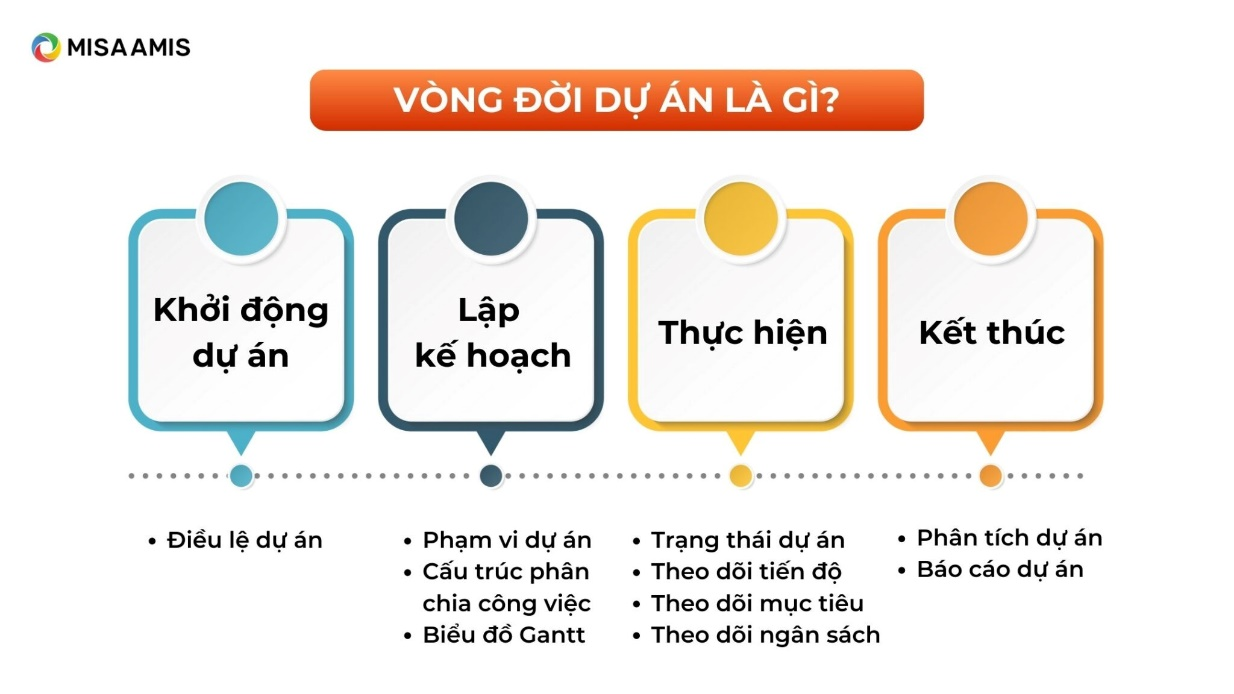 MISA AMIS
VÒNG ĐỜI DỰ ÁN LÀ GÌ?
Khởi động
dự án
Lập
kế hoạch
Thực hiện
Kết thúc
• Điều lệ dự án
• Phạm vi dự án
• Cấu trúc phân
chia công việc
• Biểu đồ Gantt
• Trạng thái dự án
• Theo dõi tiến độ
• Theo dõi mục tiêu
• Theo dõi ngân sách
• Phân tích dự án
• Báo cáo dự án